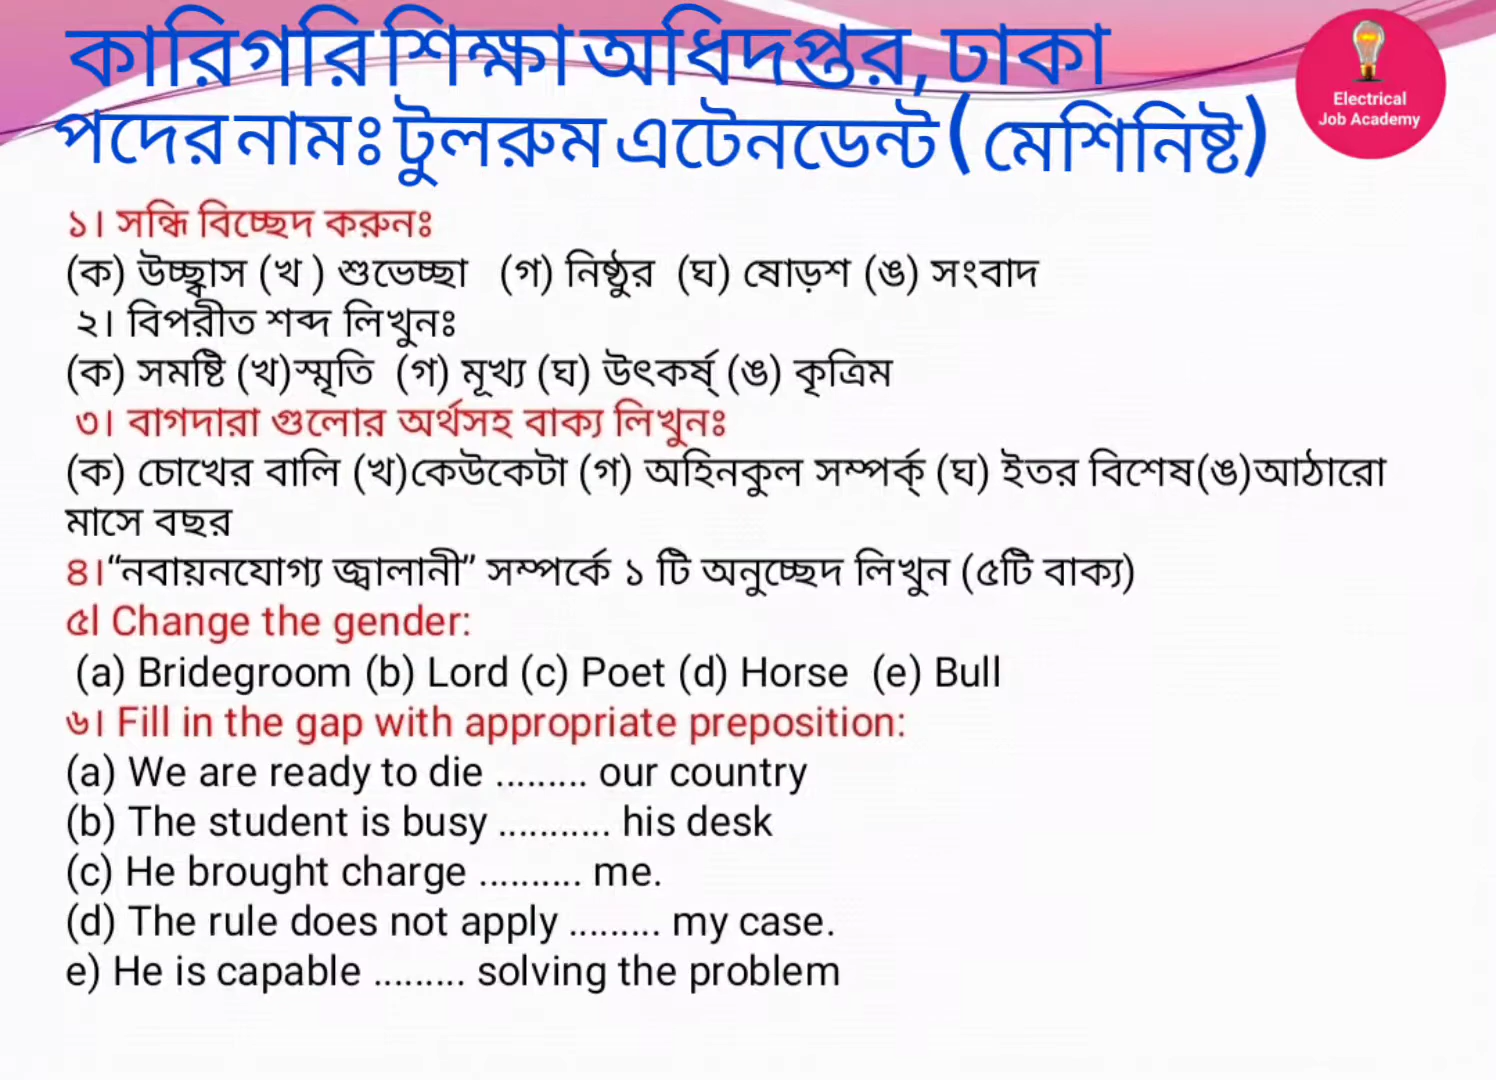 কারিগরি শিক্ষা অধিদপ্তর, ঢাকা
পদের নামঃ টুলরুম এটেনডেন্ট ( মেশিনিষ্ট)
Electrical
Job Academy
১। সন্ধি বিচ্ছেদ করুনঃ
(ক) উচ্ছ্বাস (খ ) শুভেচ্ছা (গ) নিষ্ঠুর (ঘ) ষোড়শ (ঙ) সংবাদ
২। বিপরীত শব্দ লিখুনঃ
(ক) সমষ্টি (খ)স্মৃতি (গ) মূখ্য (ঘ) উৎকর্ষ্ (ঙ) কৃত্রিম
৩। বাগদারা গুলোর অর্থসহ বাক্য লিখুনঃ
(ক) চোখের বালি (খ)কেউকেটা (গ) অহিনকুল সম্পর্ক্ (ঘ) ইতর বিশেষ(ঙ)আঠারো
মাসে বছর
৪।“নবায়নযোগ্য জ্বালানী” সম্পর্কে ১ টি অনুচ্ছেদ লিখুন (৫টি বাক্য)
৫l Change the gender:
(a) Bridegroom (b) Lord (c) Poet (d) Horse (e) Bull
৬। Fill in the gap with appropriate preposition:
(a) We are ready to die ......... our country
(b) The student is busy ........... his desk
(c) He brought charge .......... me.
(d) The rule does not apply ......... my case.
e) He is capable ......... solving the problem